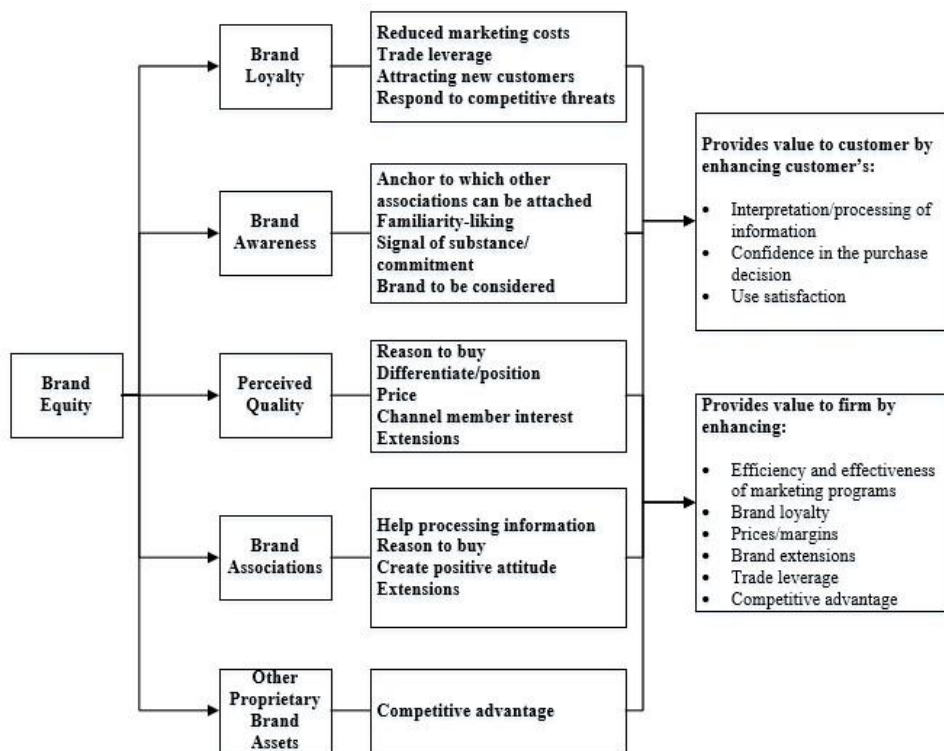 Brand
Equity
Brand
Loyalty
Reduced marketing costs
Trade leverage
Attracting new customers
Respond to competitive threats
Brand
Awareness
Anchor to which other
associations can be attached
Familiarity-liking
Signal of substance/
commitment
Brand to be considered
Perceived
Quality
Reason to buy
Differentiate/position
Price
Channel member interest
Extensions
Brand
Associations
Help processing information
Reason to buy
Create positive attitude
Extensions
Other
Proprietary
Brand
Assets
Competitive advantage
Provides value to customer by
enhancing customer’s:
• Interpretation/processing of
information
• Confidence in the purchase
decision
• Use satisfaction
Provides value to firm by
enhancing:
• Efficiency and effectiveness
of marketing programs
• Brand loyalty
• Prices/margins
• Brand extensions
• Trade leverage
• Competitive advantage